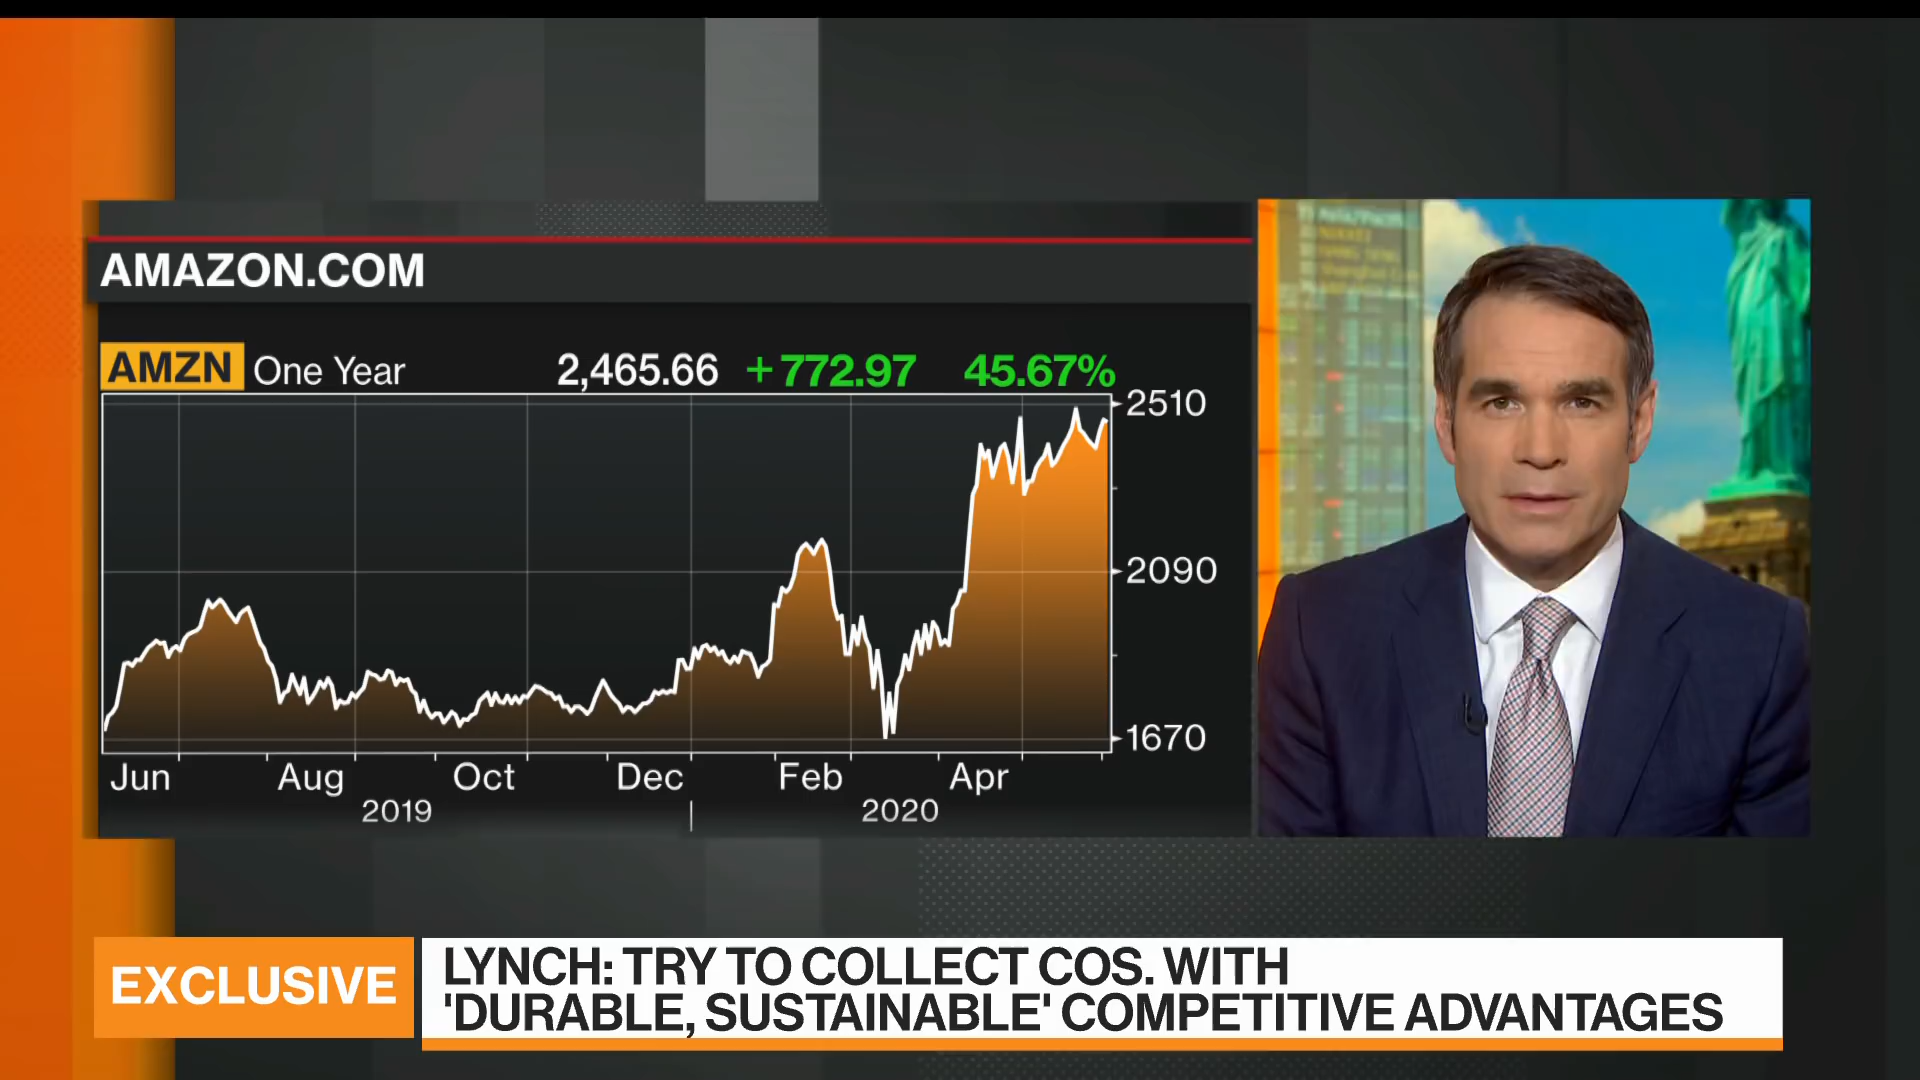 AMAZON.COM
AMZN One Year 2,465.66 +772.97 45.67%
2510
2090
1670
Jun Aug Oct Dec Feb Apr
2019 2020
EXCLUSIVE
LYNCH: TRY TO COLLECT COS. WITH
'DURABLE, SUSTAINABLE' COMPETITIVE ADVANTAGES